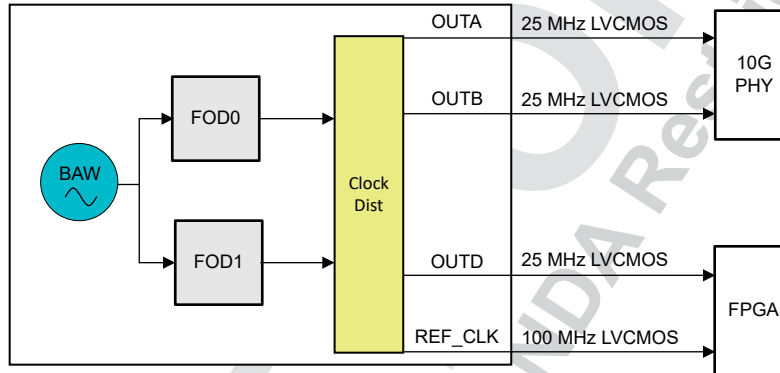 OUTA 25 MHz LVCMOS
10G
PHY
FOD0
OUTB 25 MHz LVCMOS
BAW
Clock
Dist
FOD1
OUTD 25 MHz LVCMOS
FPGA
REF_CLK 100 MHz LVCMOS
NDA